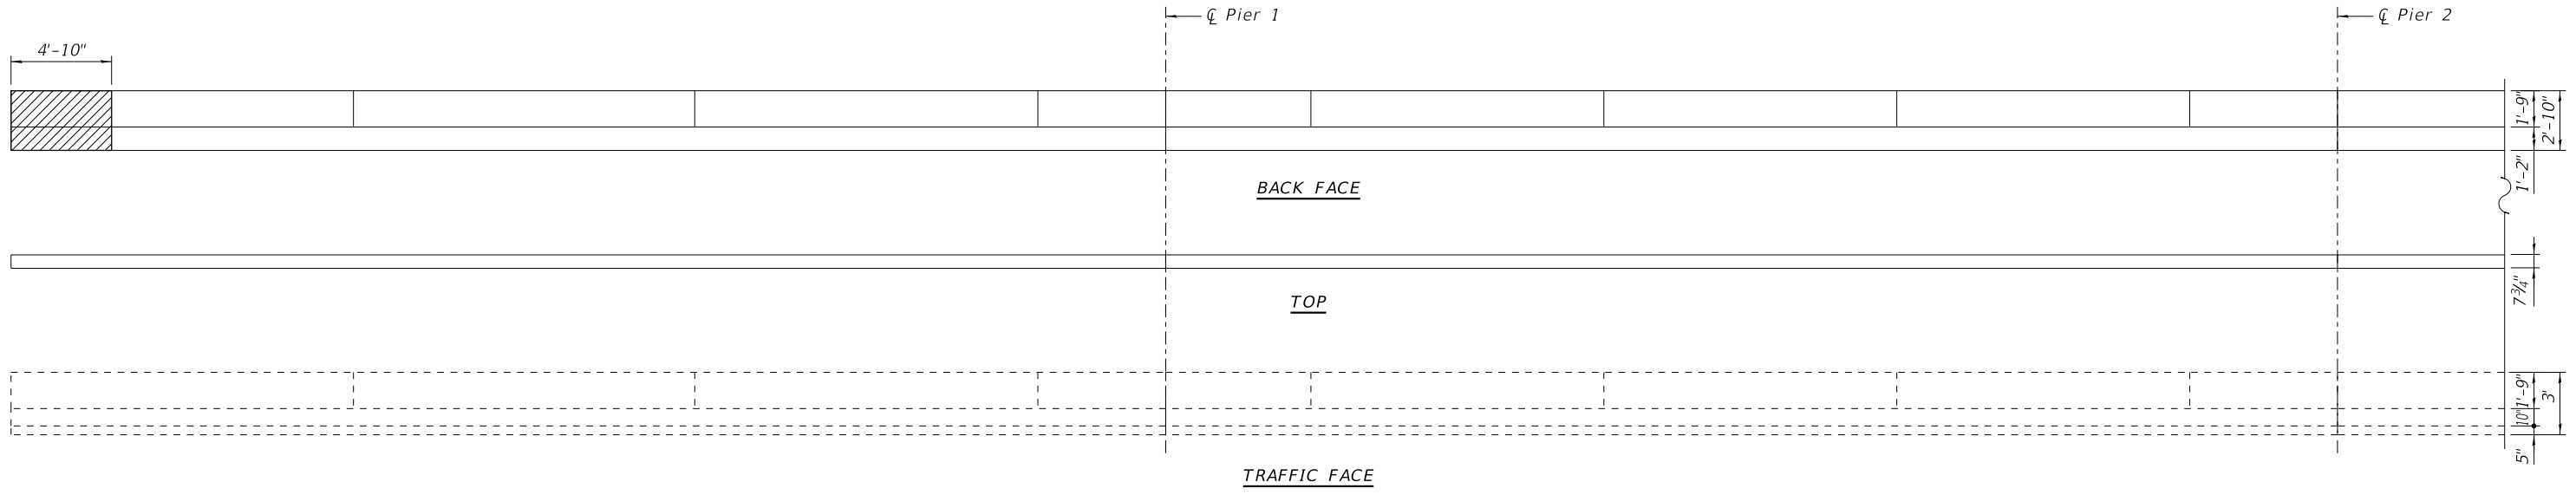 ℄ Pier 1
℄ Pier 2
4'-10"
1'-9"
2'-10"
1'-2"
BACK FACE
7¾"
TOP
1'-9"
3'
10"
5"
TRAFFIC FACE